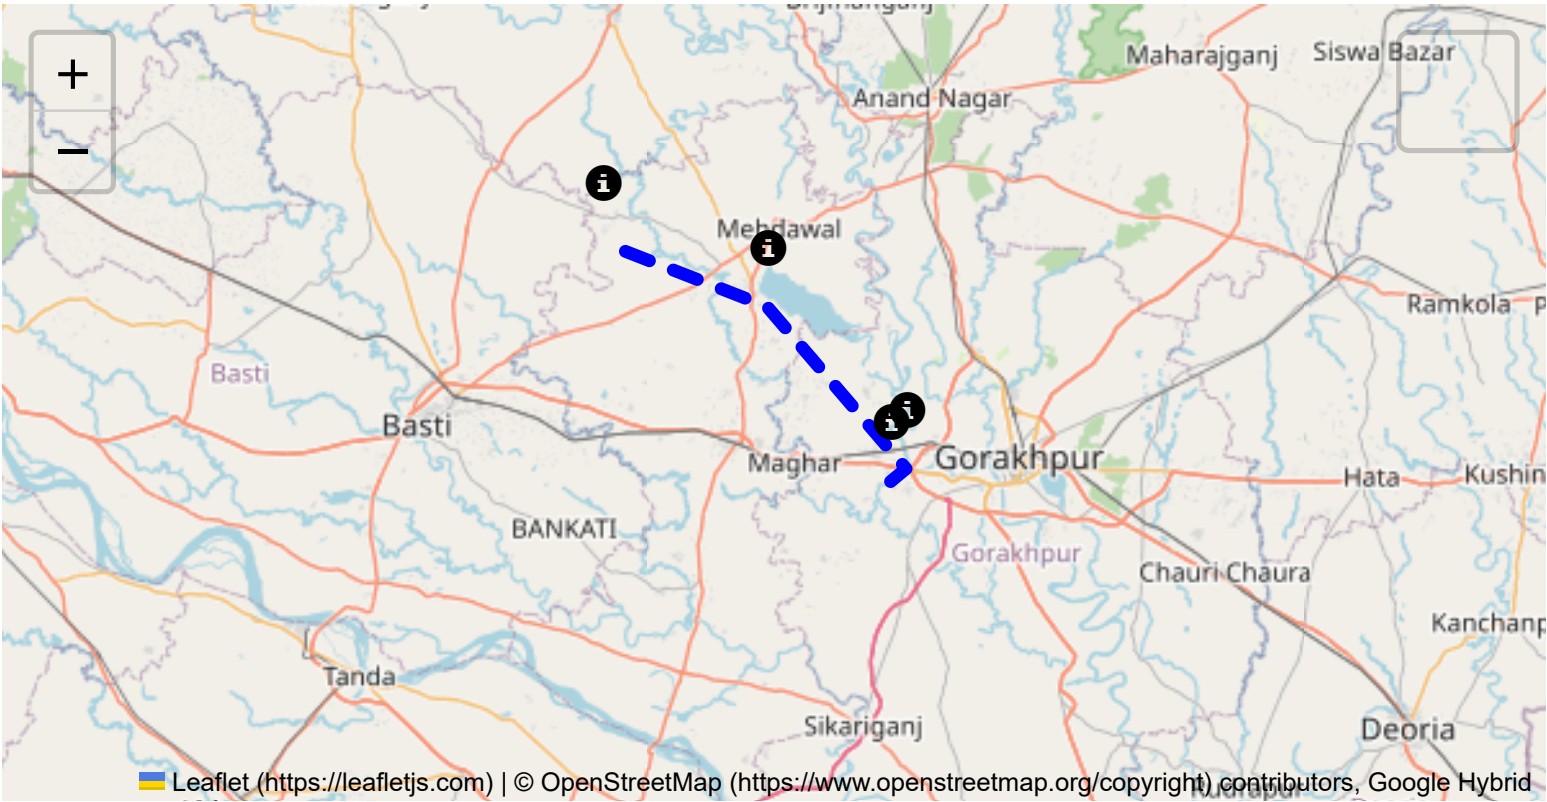 +
Maharajganj
Siswa Bazar
−
Anand Nagar
i
Mehdawal
i
Ramkola
Basti
Basti
i
i
Maghar
Gorakhpur
Hata
Kushin
BANKATI
Gorakhpur
Chauri Chaura
Kanchanp
Tanda
Sikariganj
Deoria
Leaflet (https://leafletjs.com) | © OpenStreetMap (https://www.openstreetmap.org/copyright) contributors, Google Hybrid